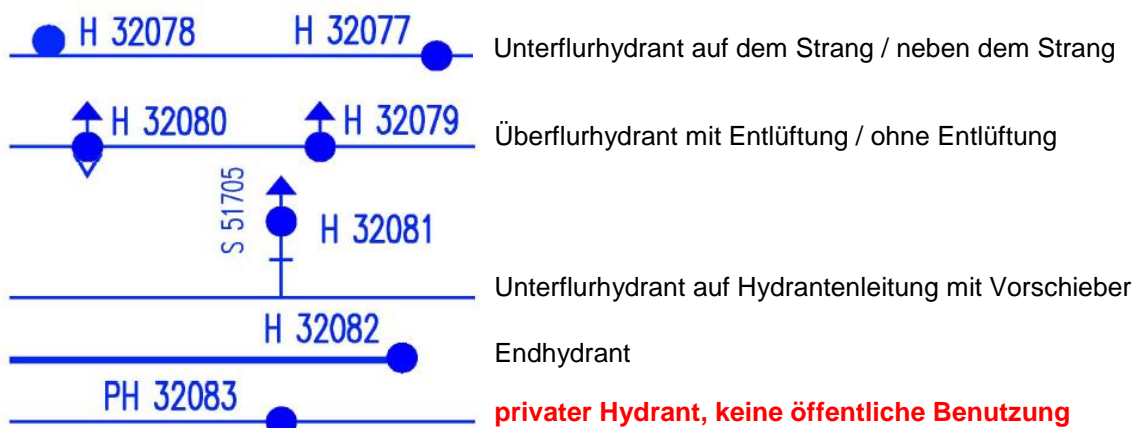 H 32078 H 32077 Unterflurhydrant auf dem Strang / neben dem Strang
H 32080 H 32079 Überflurhydrant mit Entlüftung / ohne Entlüftung
S 51705
H 32081
Unterflurhydrant auf Hydrantenleitung mit Vorschieber
H 32082
Endhydrant
PH 32083
privater Hydrant, keine öffentliche Benutzung